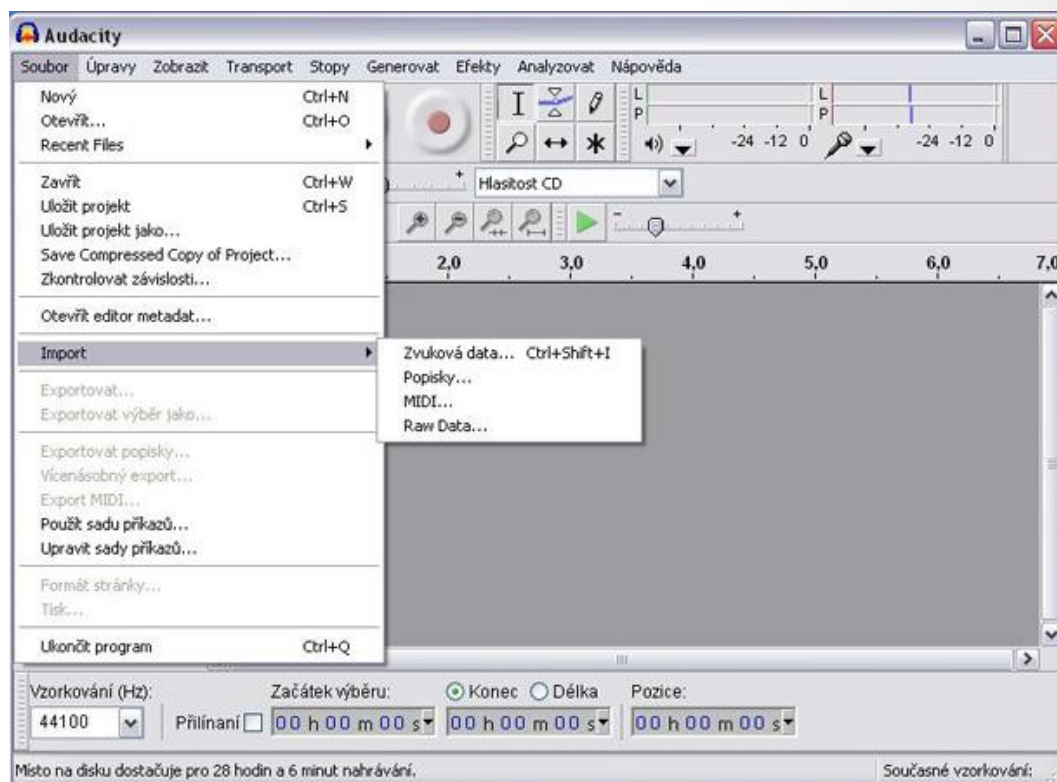 Audacity
Soubor Úpravy Zobrazit Transport Stopy Generovat Efekty Analyzovat Nápověda
Nový Ctrl+N
Otevřít... Ctrl+O
Recent Files
Zavřít Ctrl+W
Uložit projekt Ctrl+S
Uložit projekt jako...
Save Compressed Copy of Project...
Zkontrolovat závislosti...
Otevřít editor metadat...
Import
Exportovat...
Exportovat výběr jako...
Exportovat popisky...
Vícenásobný export...
Export MIDI...
Použít sadu příkazů...
Upravit sady příkazů...
Formát stránky...
Tisk...
Ukončit program Ctrl+Q
Zvuková data... Ctrl+Shift+I
Popisky...
MIDI...
Raw Data...
L L
P P
-24 -12 0 -24 -12 0
Hlasitost CD
2,0 3,0 4,0 5,0 6,0 7,0
Vzorkování (Hz): Začátek výběru: Konec Délka Pozice:
44100 Přilínaní 00 h 00 m 00 s 00 h 00 m 00 s 00 h 00 m 00 s
Místo na disku dostačuje pro 28 hodin a 6 minut nahrávání. Současné vzorkování: